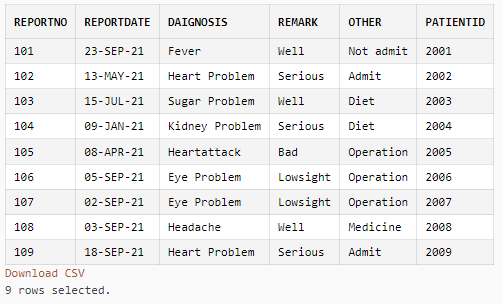 REPORTNO REPORTDATE DAIGNOSIS REMARK OTHER PATIENTID
101 23-SEP-21 Fever Well Not admit 2001
102 13-MAY-21 Heart Problem Serious Admit 2002
103 15-JUL-21 Sugar Problem Well Diet 2003
104 09-JAN-21 Kidney Problem Serious Diet 2004
105 08-APR-21 Heartattack Bad Operation 2005
106 05-SEP-21 Eye Problem Lowsight Operation 2006
107 02-SEP-21 Eye Problem Lowsight Operation 2007
108 03-SEP-21 Headache Well Medicine 2008
109 18-SEP-21 Heart Problem Serious Admit 2009
Download CSV
9 rows selected.